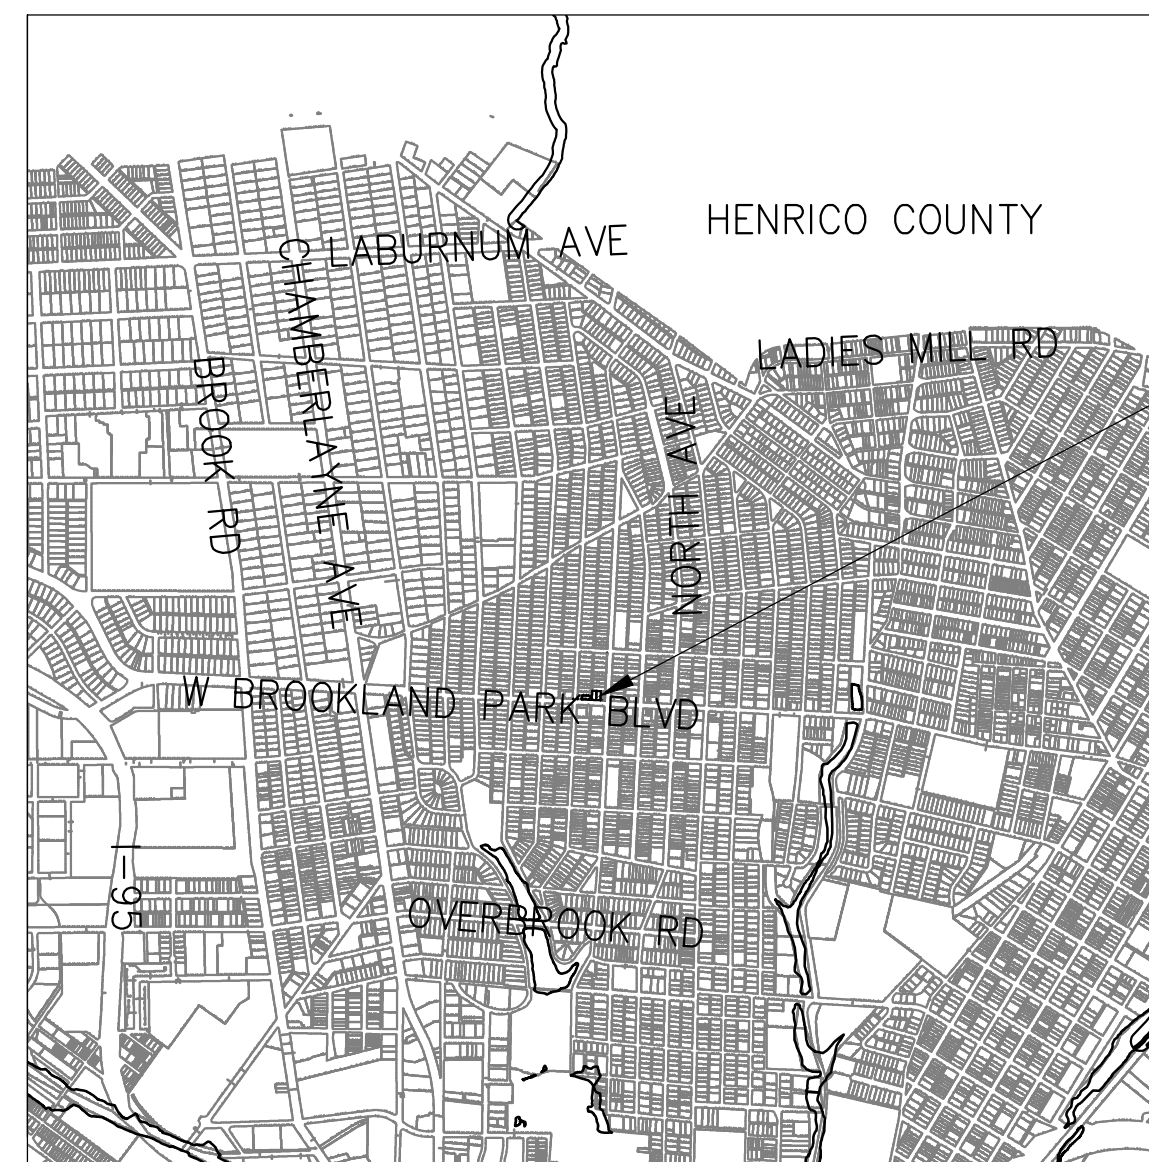 HENRICO COUNTY
LABURNUM AVE
LADIES MILL RD
CHAMBERLAYNE AVE
BROOK RD
NORTH AVE
W BROOKLAND PARK BLVD
I-95
OVERBROOK RD